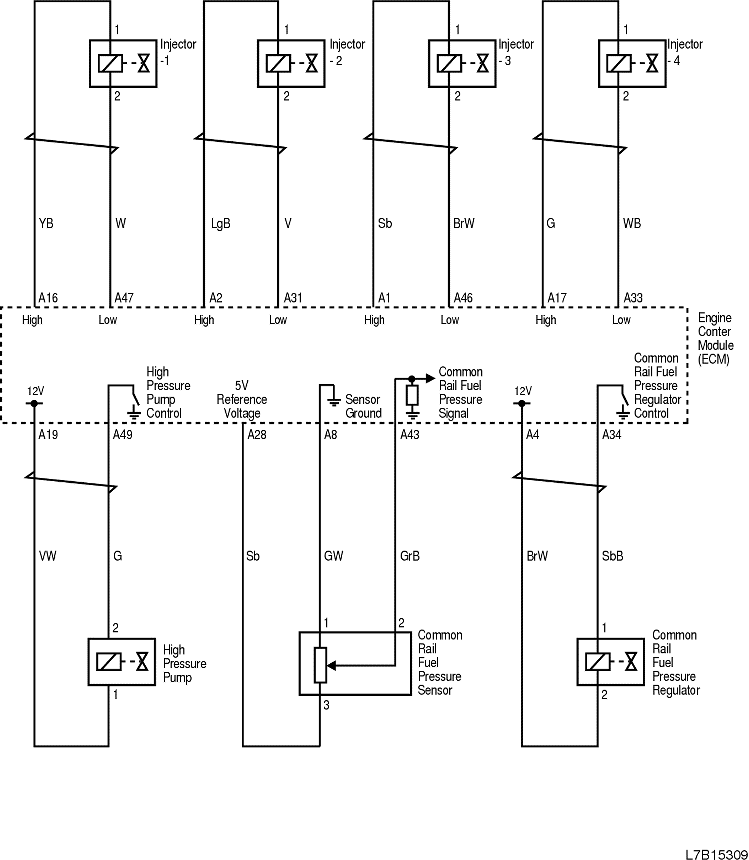 1 1 1 1
Injector
-1
Injector
- 2
Injector
- 3
Injector
- 4
2 2 2 2
YB W LgB V Sb BrW G WB
A16 A47 A2 A31 A1 A46 A17 A33
High Low High Low High Low High Low
Engine
Conter
Module
(ECM)
12V
High
Pressure
Pump
Control
5V
Reference
Voltage
Sensor
Ground
Common
Rail Fuel
Pressure
Signal
12V
Common
Rail Fuel
Pressure
Regulator
Control
A19 A49 A28 A8 A43 A4 A34
VW G Sb GW GrB BrW SbB
2
High
Pressure
Pump
1
1 2
Common
Rail
Fuel
Pressure
Sensor
3
1
Common
Rail
Fuel
Pressure
Regulator
2
L7B15309